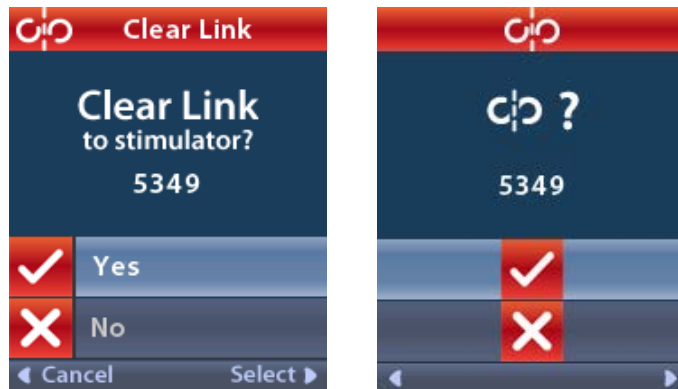 Clear Link
Clear Link
to stimulator?
5349
Yes
No
Cancel
Select
?
5349